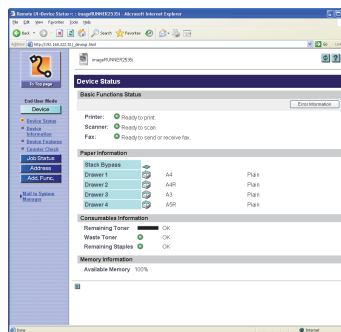 Remote UI<Device Status> : imageRUNNER2535i - Microsoft Internet Explorer
File Edit View Favorites Tools Help
Back Search Favorites
Address Go
imageRUNNER2535i
To Top page
Device Status
Basic Functions Status
End-User Mode
Error Information
Device
Printer: Ready to print.
Device Status
Scanner: Ready to scan.
Device Information
Fax: Ready to send or receive fax.
Device Features
Counter Check
Paper Information
Job Status
Stack Bypass
Address
Drawer 1 A4 Plain
Add. Func.
Drawer 2 A4R Plain
Drawer 3 A3 Plain
Mail to System Manager
Drawer 4 A5R Plain
Consumables Information
Remaining Toner OK
Waste Toner OK
Remaining Staples OK
Memory Information
Available Memory 100%
Done
Internet